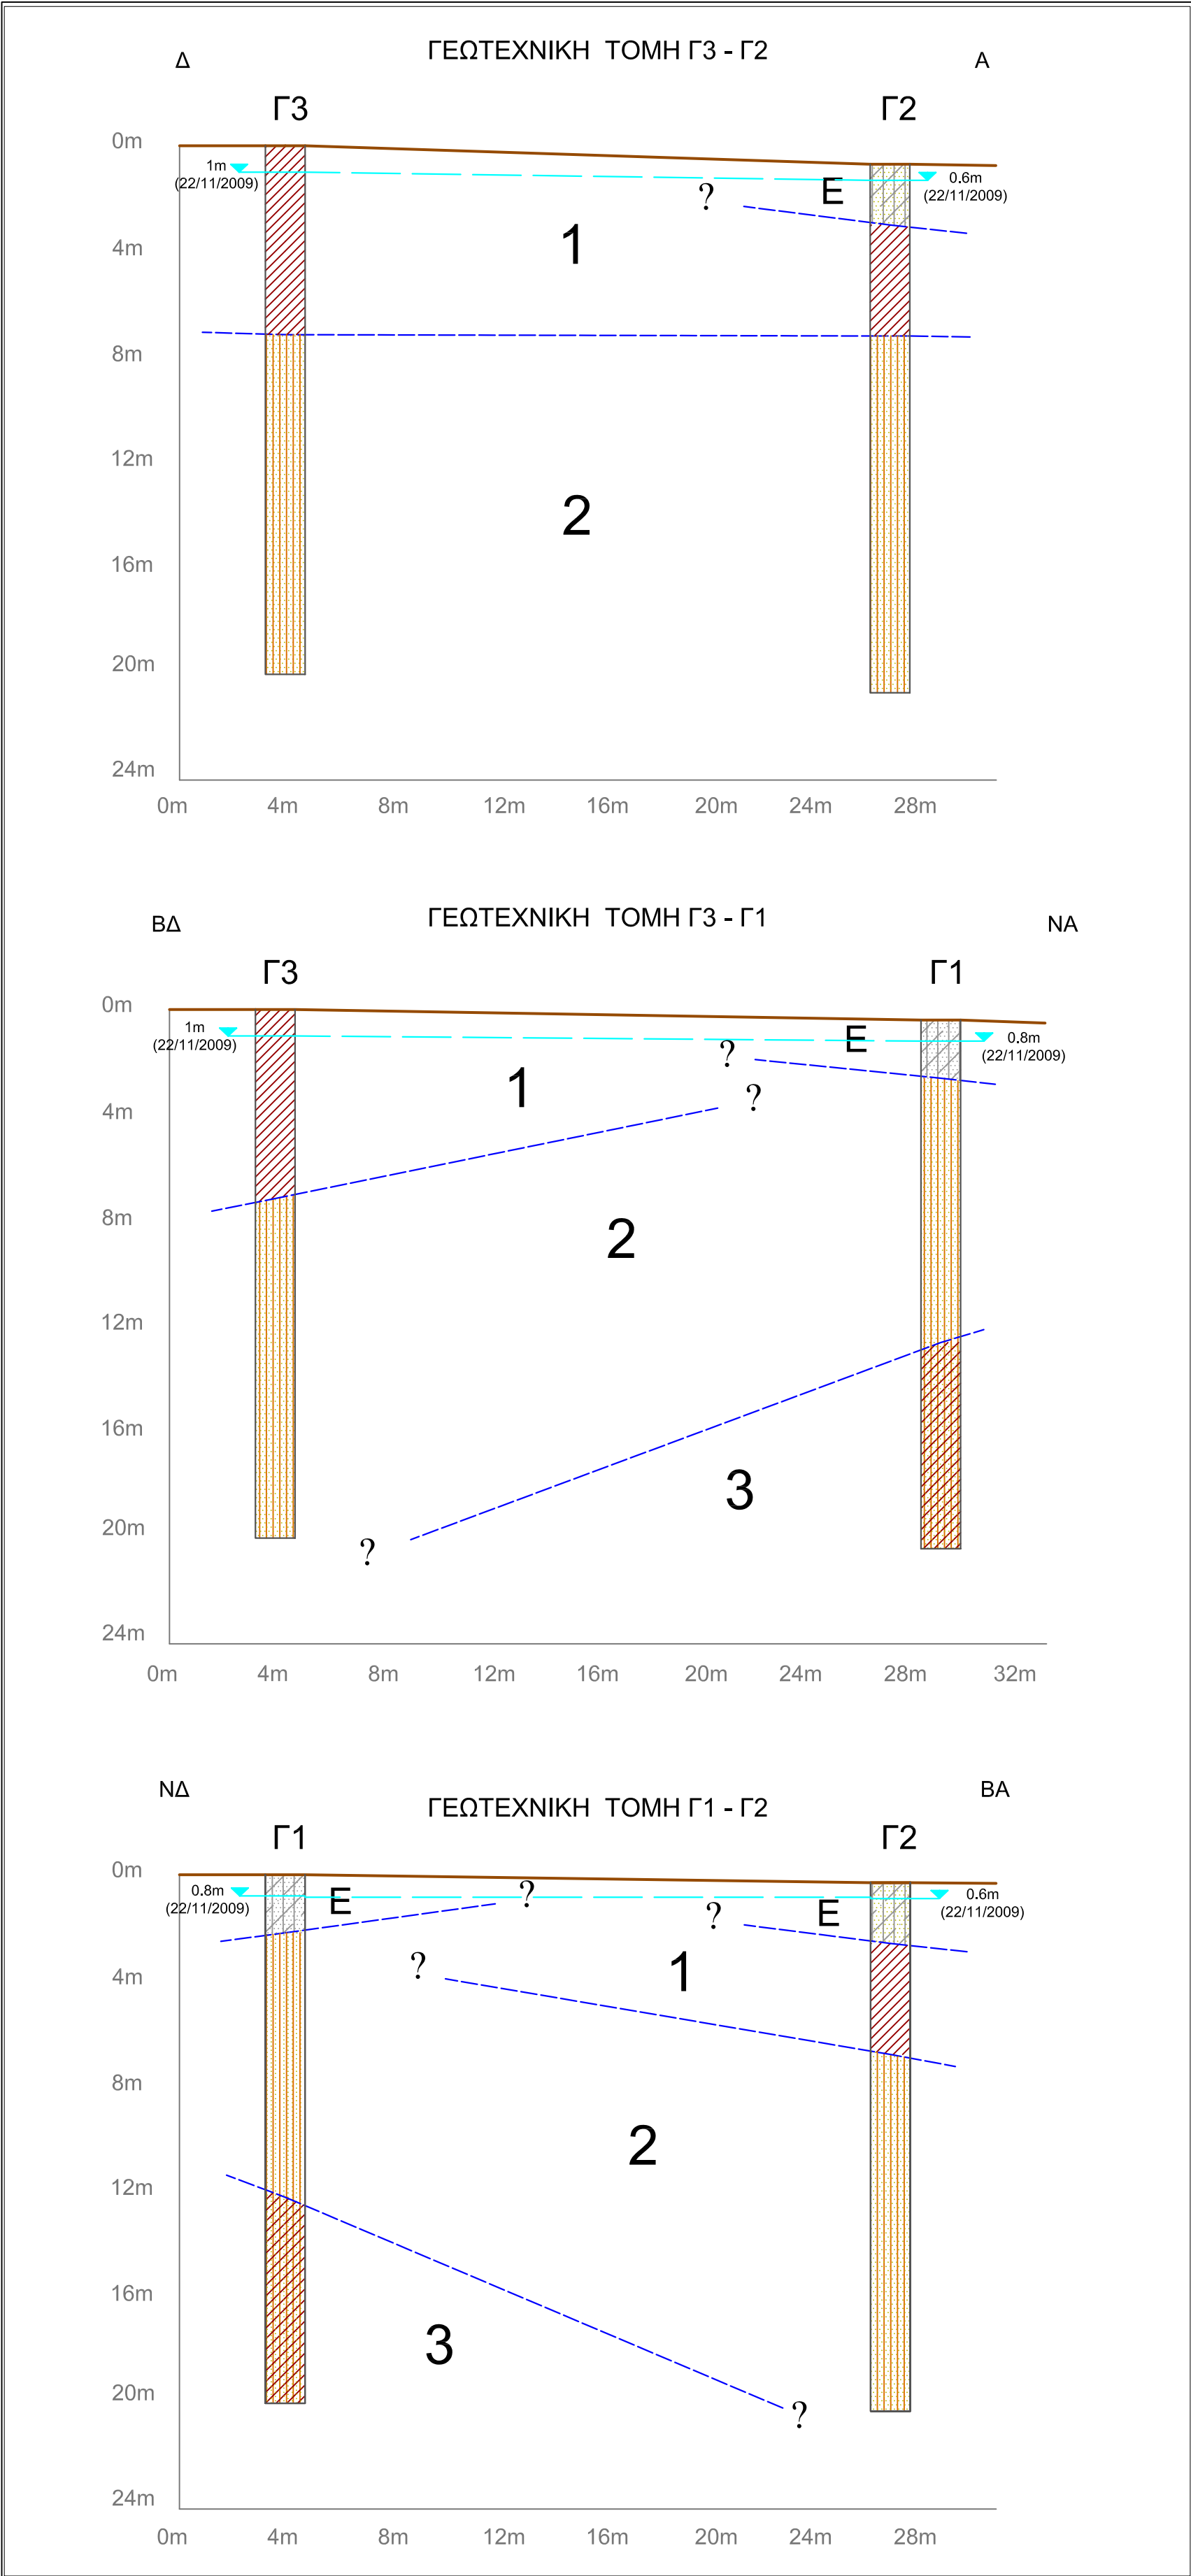 ΓΕΩΤΕΧΝΙΚΗ ΤΟΜΗ Γ3 - Γ2
Δ
Α
Γ3
Γ2
0m
1m
(22/11/2009)
0.6m
(22/11/2009)
?
E
1
4m
8m
12m
2
16m
20m
24m
0m 4m 8m 12m 16m 20m 24m 28m
ΓΕΩΤΕΧΝΙΚΗ ΤΟΜΗ Γ3 - Γ1
ΒΔ
ΝΑ
Γ3
Γ1
0m
1m
(22/11/2009)
0.8m
(22/11/2009)
E
?
1
?
4m
8m
2
12m
16m
3
20m
?
24m
0m 4m 8m 12m 16m 20m 24m 28m 32m
ΝΔ
ΒΑ
ΓΕΩΤΕΧΝΙΚΗ ΤΟΜΗ Γ1 - Γ2
Γ1
Γ2
0m
0.8m
(22/11/2009)
0.6m
(22/11/2009)
E
?
?
E
?
1
4m
8m
2
12m
16m
3
20m
?
24m
0m 4m 8m 12m 16m 20m 24m 28m